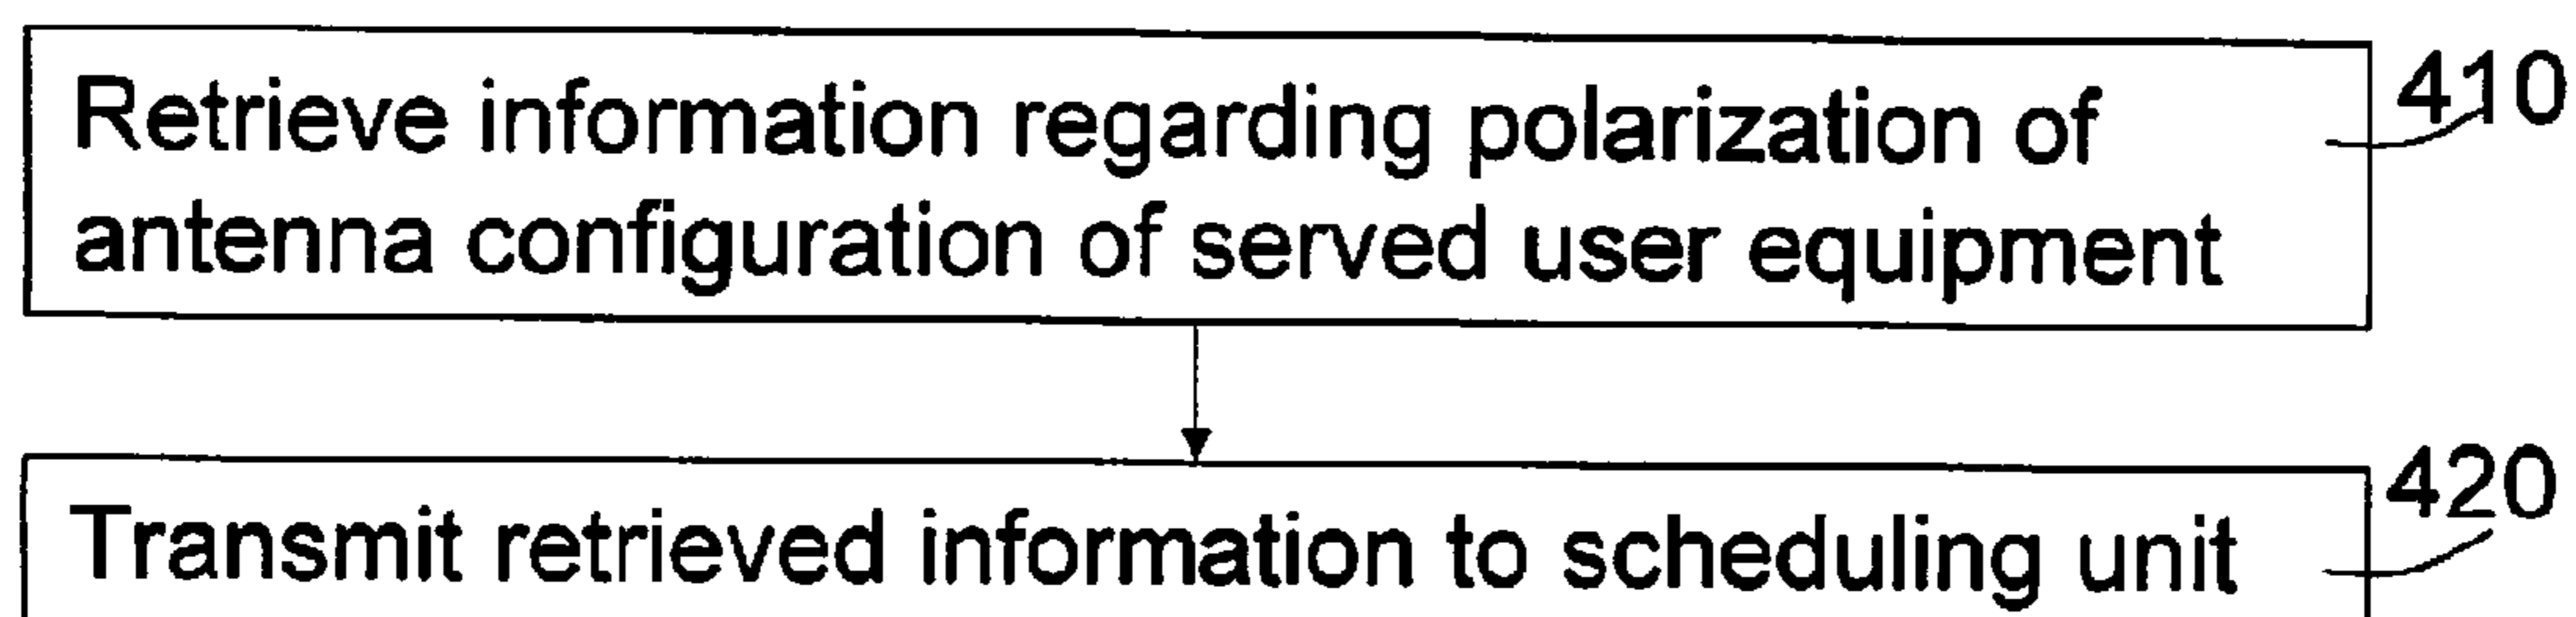 Retrieve information regarding polarization of
antenna configuration of served user equipment
410
Transmit retrieved information to scheduling unit
420